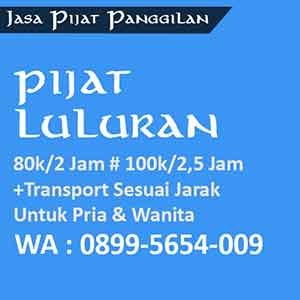 Jasa Pijat Panggilan
Pijat
Luluran
80k/2 Jam # 100k/2,5 Jam
+Transport Sesuai Jarak
Untuk Pria & Wanita
WA : 0899-5654-009